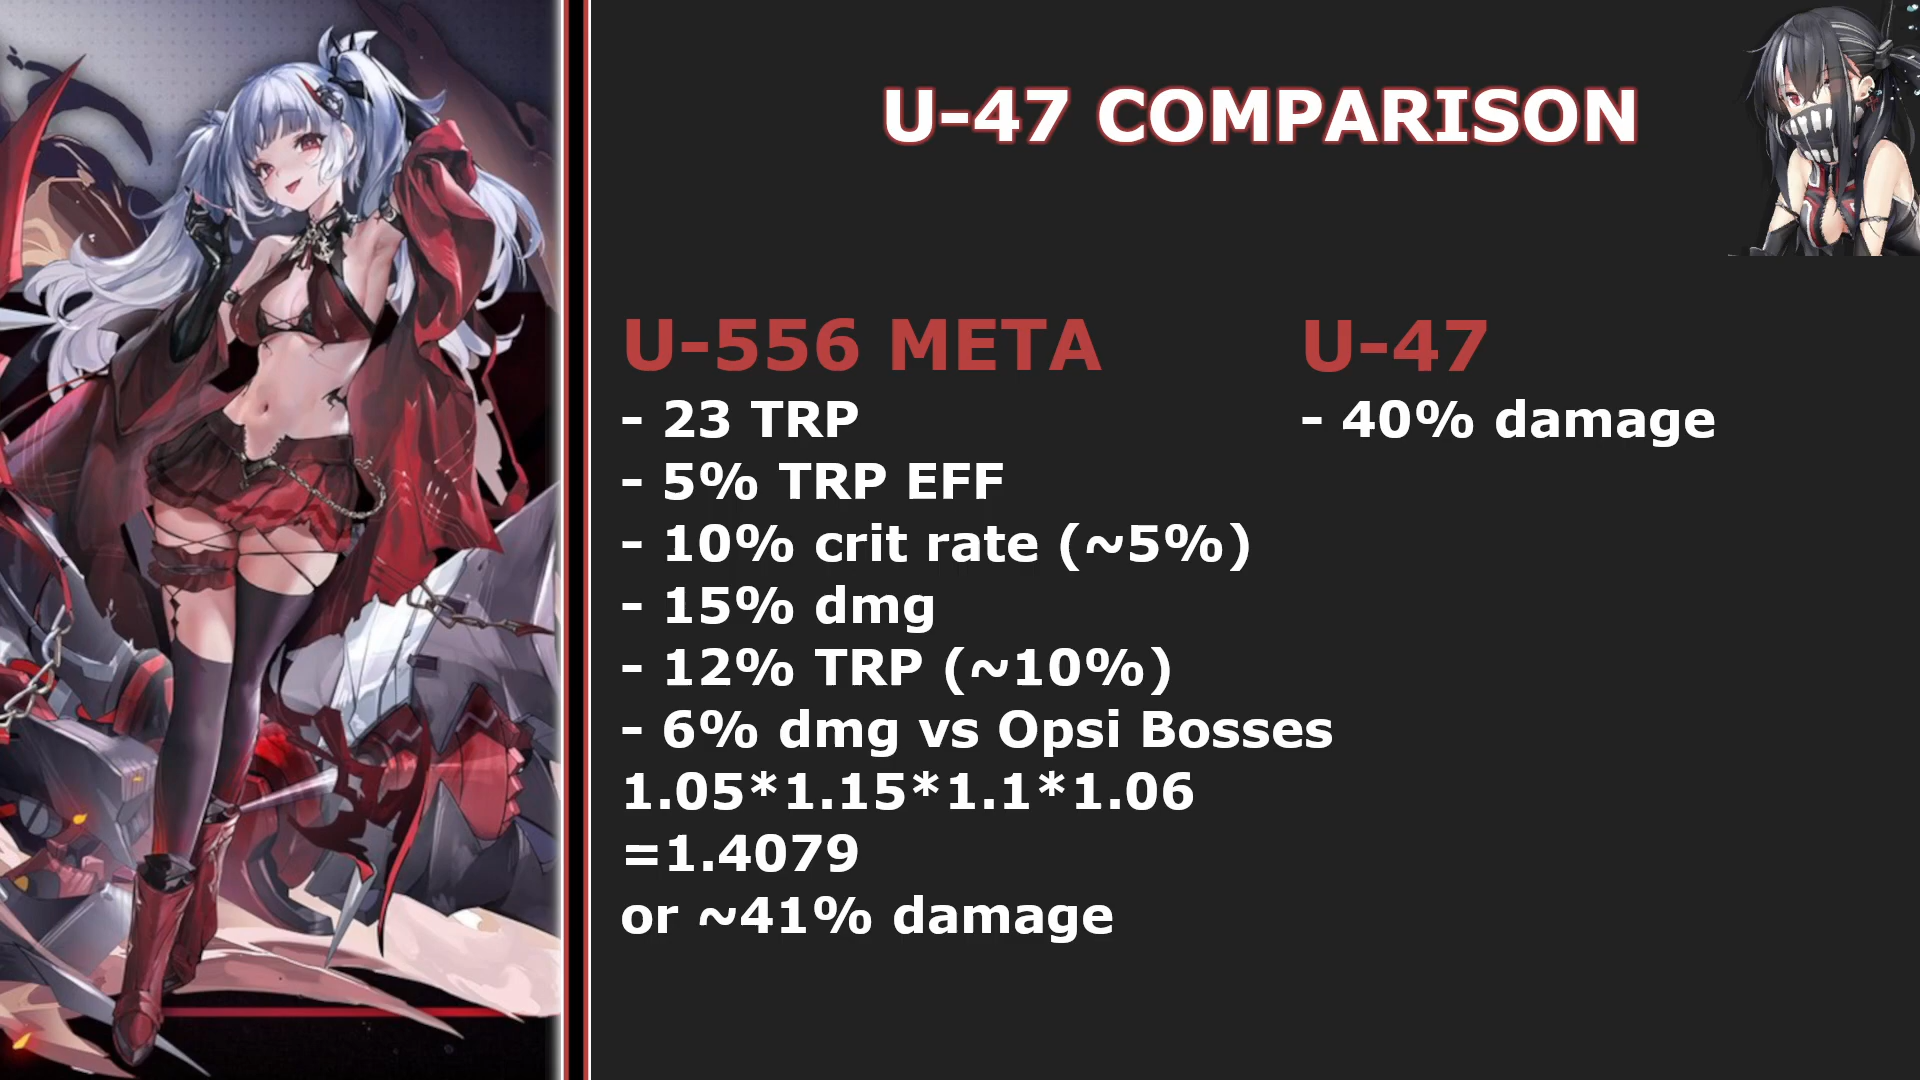 U-47 COMPARISON
U-556 META
- 23 TRP
- 5% TRP EFF
- 10% crit rate (~5%)
- 15% dmg
- 12% TRP (~10%)
- 6% dmg vs Opsi Bosses
1.05*1.15*1.1*1.06
=1.4079
or ~41% damage
U-47
- 40% damage